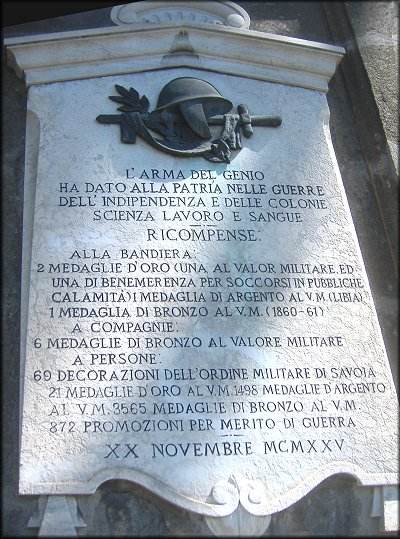 L'ARMA DEL GENIO
HA DATO ALLA PATRIA NELLE GUERRE
DELL'INDIPENDENZA E DELLE COLONIE
SCIENZA LAVORO E SANGUE
RICOMPENSE:
ALLA BANDIERA:
2 MEDAGLIE D'ORO (UNA AL VALOR MILITARE, ED
UNA DI BENEMERENZA PER SOCCORSI IN PUBBLICHE
CALAMITÀ) 1 MEDAGLIA DI ARGENTO AL V.M (LIBIA)
1 MEDAGLIA DI BRONZO AL V.M. (1860-61)
A COMPAGNIE:
6 MEDAGLIE DI BRONZO AL VALORE MILITARE
A PERSONE:
69 DECORAZIONI DELL'ORDINE MILITARE DI SAVOIA
21 MEDAGLIE D'ORO AL V.M. 1498 MEDAGLIE D'ARGENTO
AL V.M. 3565 MEDAGLIE DI BRONZO AL V.M.
872 PROMOZIONI PER MERITO DI GUERRA
XX NOVEMBRE MCMXXV